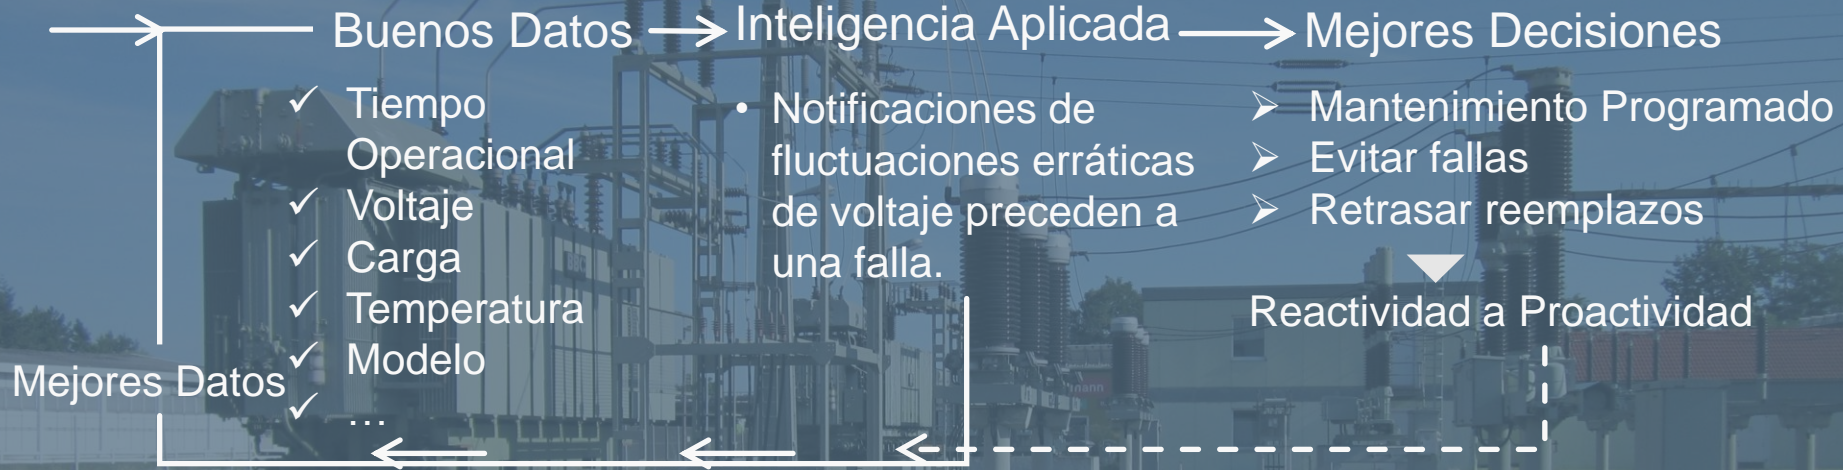 Buenos Datos
Tiempo
Operacional
Voltaje
Carga
Temperatura
Modelo
…
Inteligencia Aplicada
Notificaciones de
fluctuaciones erráticas
de voltaje preceden a
una falla.
Mejores Decisiones
Mantenimiento Programado
Evitar fallas
Retrasar reemplazos
Reactividad a Proactividad
Mejores Datos